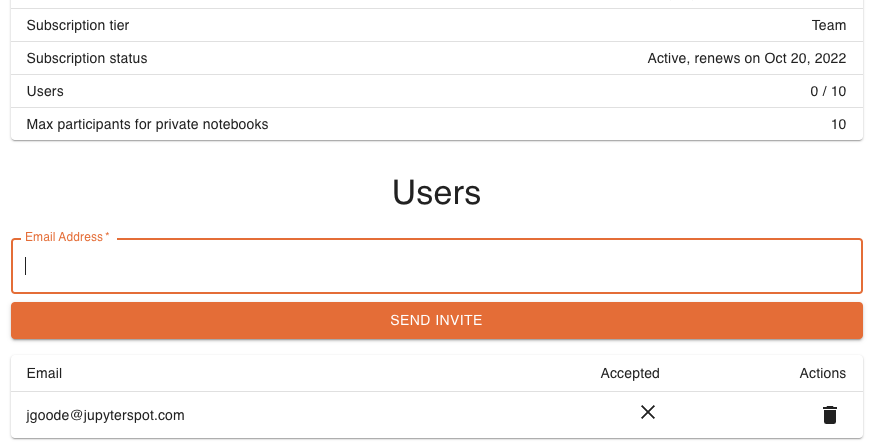 Subscription tier Team
Subscription status Active, renews on Oct 20, 2022
Users 0 / 10
Max participants for private notebooks 10
Users
Email Address *
SEND INVITE
Email Accepted Actions
jgoode@jupyterspot.com